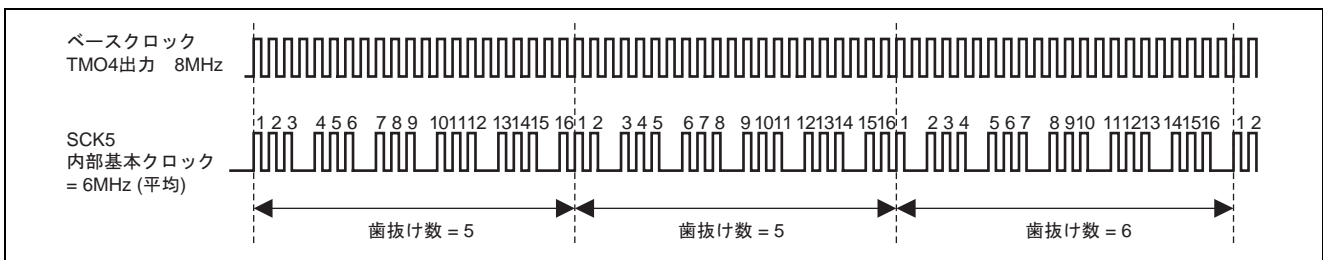 ベースクロック
TMO4出力 8MHz
SCK5
内部基本クロック
= 6MHz (平均)
1 2 3 4 5 6 7 8 9 10 11 12 13 14 15 16 1 2 3 4 5 6 7 8 9 10 11 12 13 14 15 16 1 2 3 4 5 6 7 8 9 10 11 12 13 14 15 16 1 2
歯抜け数 = 5 歯抜け数 = 5 歯抜け数 = 6